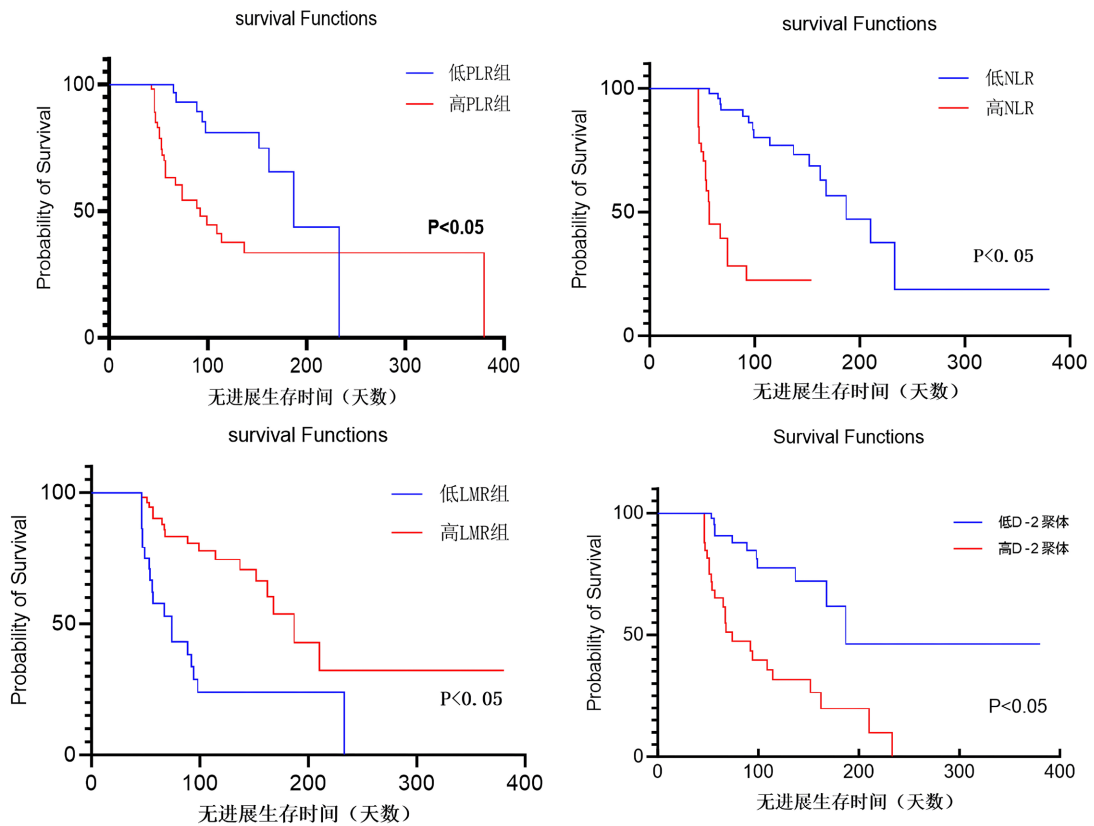 survival Functions
低PLR组
高PLR组
Probability of Survival
100
50
0
P<0.05
0 100 200 300 400
无进展生存时间（天数）
survival Functions
低NLR
高NLR
Probability of Survival
100
50
0
P<0.05
0 100 200 300 400
无进展生存时间（天数）
survival Functions
低LMR组
高LMR组
Probability of Survival
100
50
0
P<0.05
0 100 200 300 400
无进展生存时间（天数）
Survival Functions
低D-2聚体
高D-2聚体
Probability of Survival
100
50
0
P<0.05
0 100 200 300 400
无进展生存时间（天数）